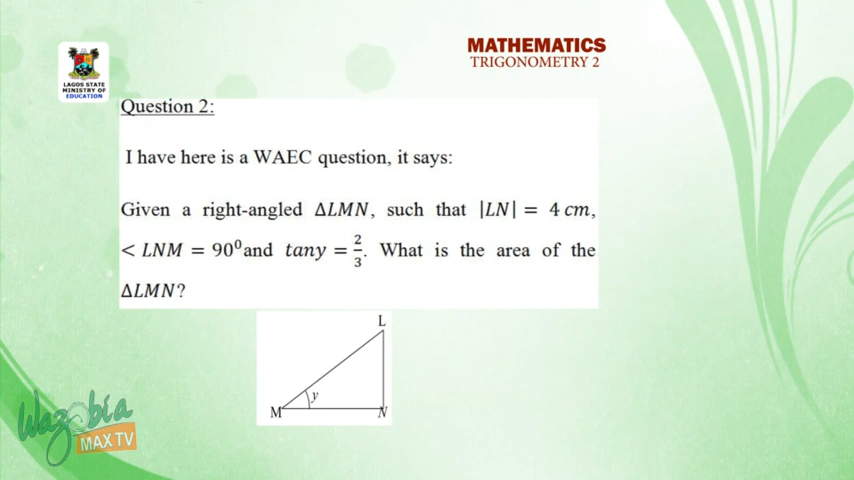 MATHEMATICS
TRIGONOMETRY 2
LAGOS STATE
MINISTRY OF
EDUCATION
Question 2:
I have here is a WAEC question, it says:
Given a right-angled ΔLMN, such that |LN| = 4 cm,
< LNM = 90⁰and tany = 2/3. What is the area of the
ΔLMN?
L
y
M
N
Wazobia
MAX TV